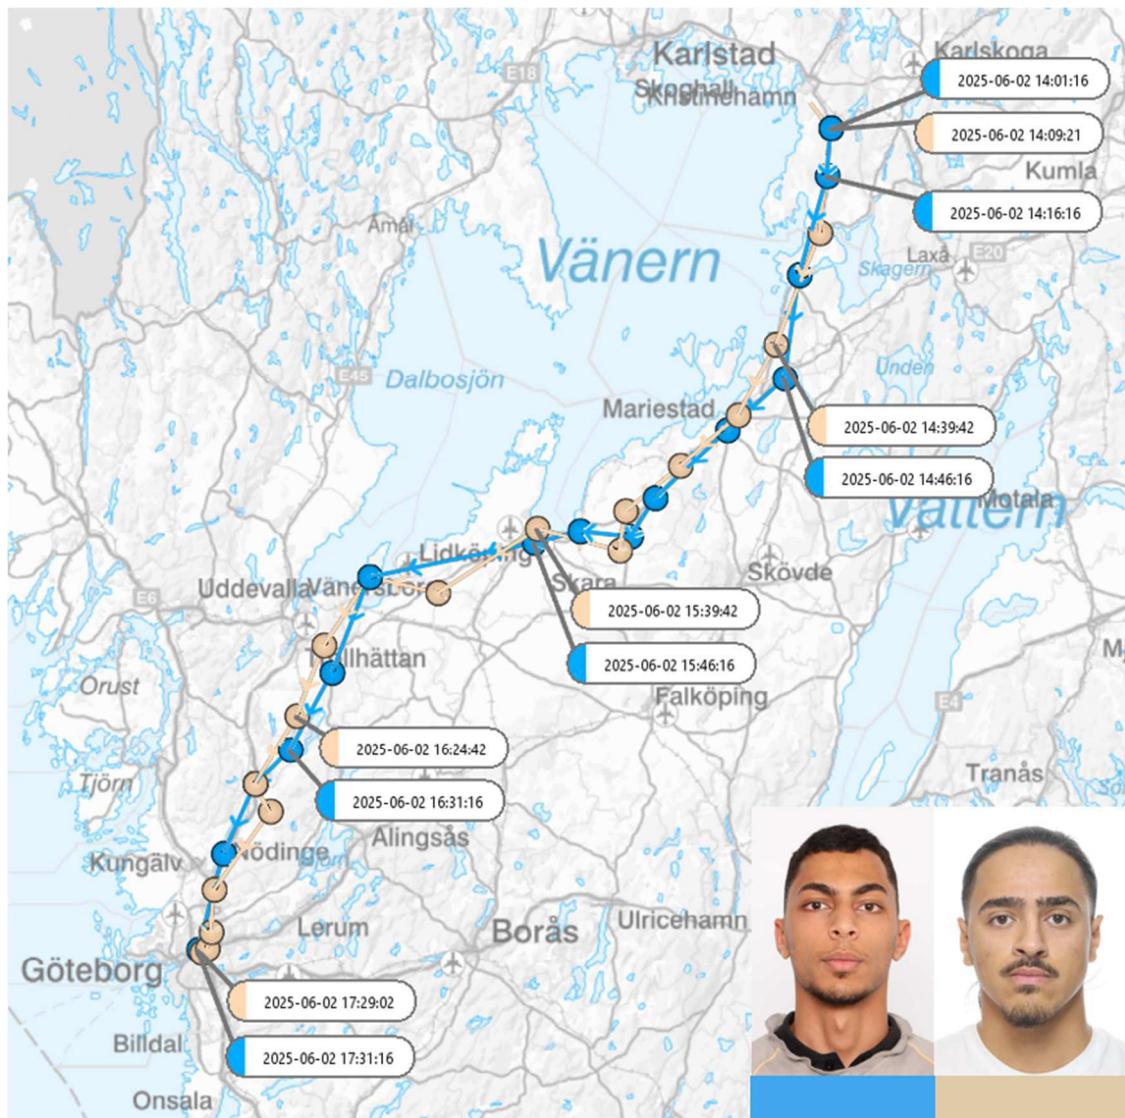 Karlstad
Karlskoga
E18
Skoghall
Kristinehamn
2025-06-02 14:01:16
2025-06-02 14:09:21
Kumla
2025-06-02 14:16:16
Åmål
Vänern
Laxå
E20
Skagern
E45
Dalbosjön
Unden
Mariestad
2025-06-02 14:39:42
2025-06-02 14:46:16
Motala
Vättern
Lidköping
Skövde
Uddevalla
Vänersborg
Skara
E6
2025-06-02 15:39:42
Trollhättan
2025-06-02 15:46:16
Orust
Falköping
E4
2025-06-02 16:24:42
Tjörn
Tranås
2025-06-02 16:31:16
Alingsås
Kungälv
Nödinge
Lerum
Borås
Ulricehamn
Göteborg
2025-06-02 17:29:02
Billdal
2025-06-02 17:31:16
Onsala